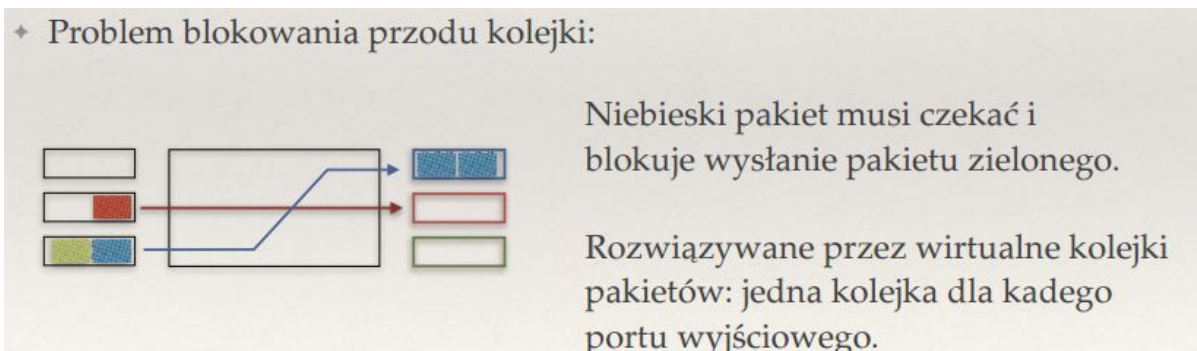 Problem blokowania przodu kolejki:
Niebieski pakiet musi czekać i
blokuje wysłanie pakietu zielonego.
Rozwiązywane przez wirtualne kolejki
pakietów: jedna kolejka dla kadego
portu wyjściowego.